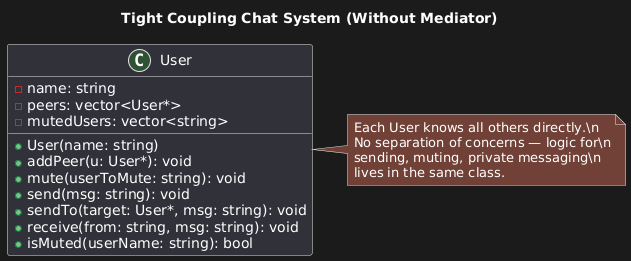 Tight Coupling Chat System (Without Mediator)
C User
name: string
peers: vector<User*>
mutedUsers: vector<string>
User(name: string)
addPeer(u: User*): void
mute(userToMute: string): void
send(msg: string): void
sendTo(target: User*, msg: string): void
receive(from: string, msg: string): void
isMuted(userName: string): bool
Each User knows all others directly.\n
No separation of concerns — logic for\n
sending, muting, private messaging\n
lives in the same class.